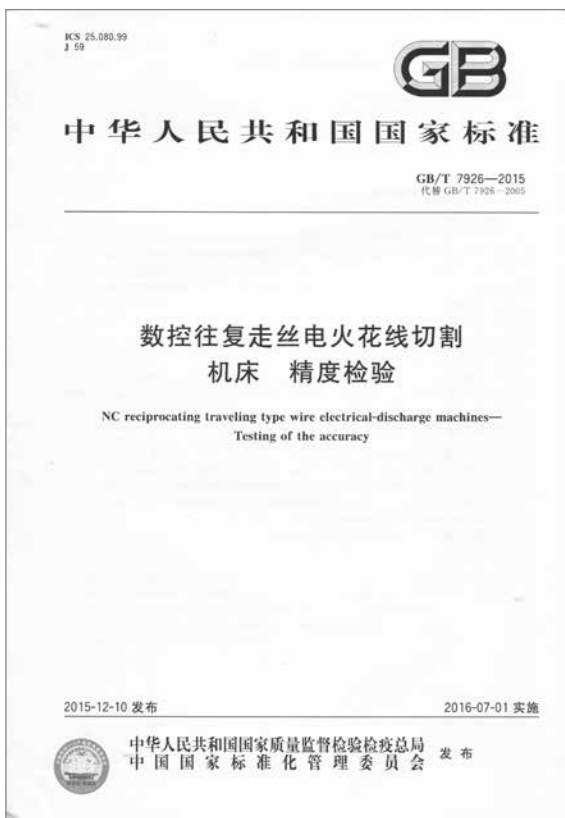 ICS 25.080.99
J 59
GB
中华人民共和国国家标准
GB/T 7926—2015
代替 GB/T 7926—2005
数控往复走丝电火花线切割
机床 精度检验
NC reciprocating traveling type wire electrical-discharge machines—
Testing of the accuracy
2015-12-10 发布
2016-07-01 实施
中华人民共和国国家质量监督检验检疫总局
中国国家标准化管理委员会
发布